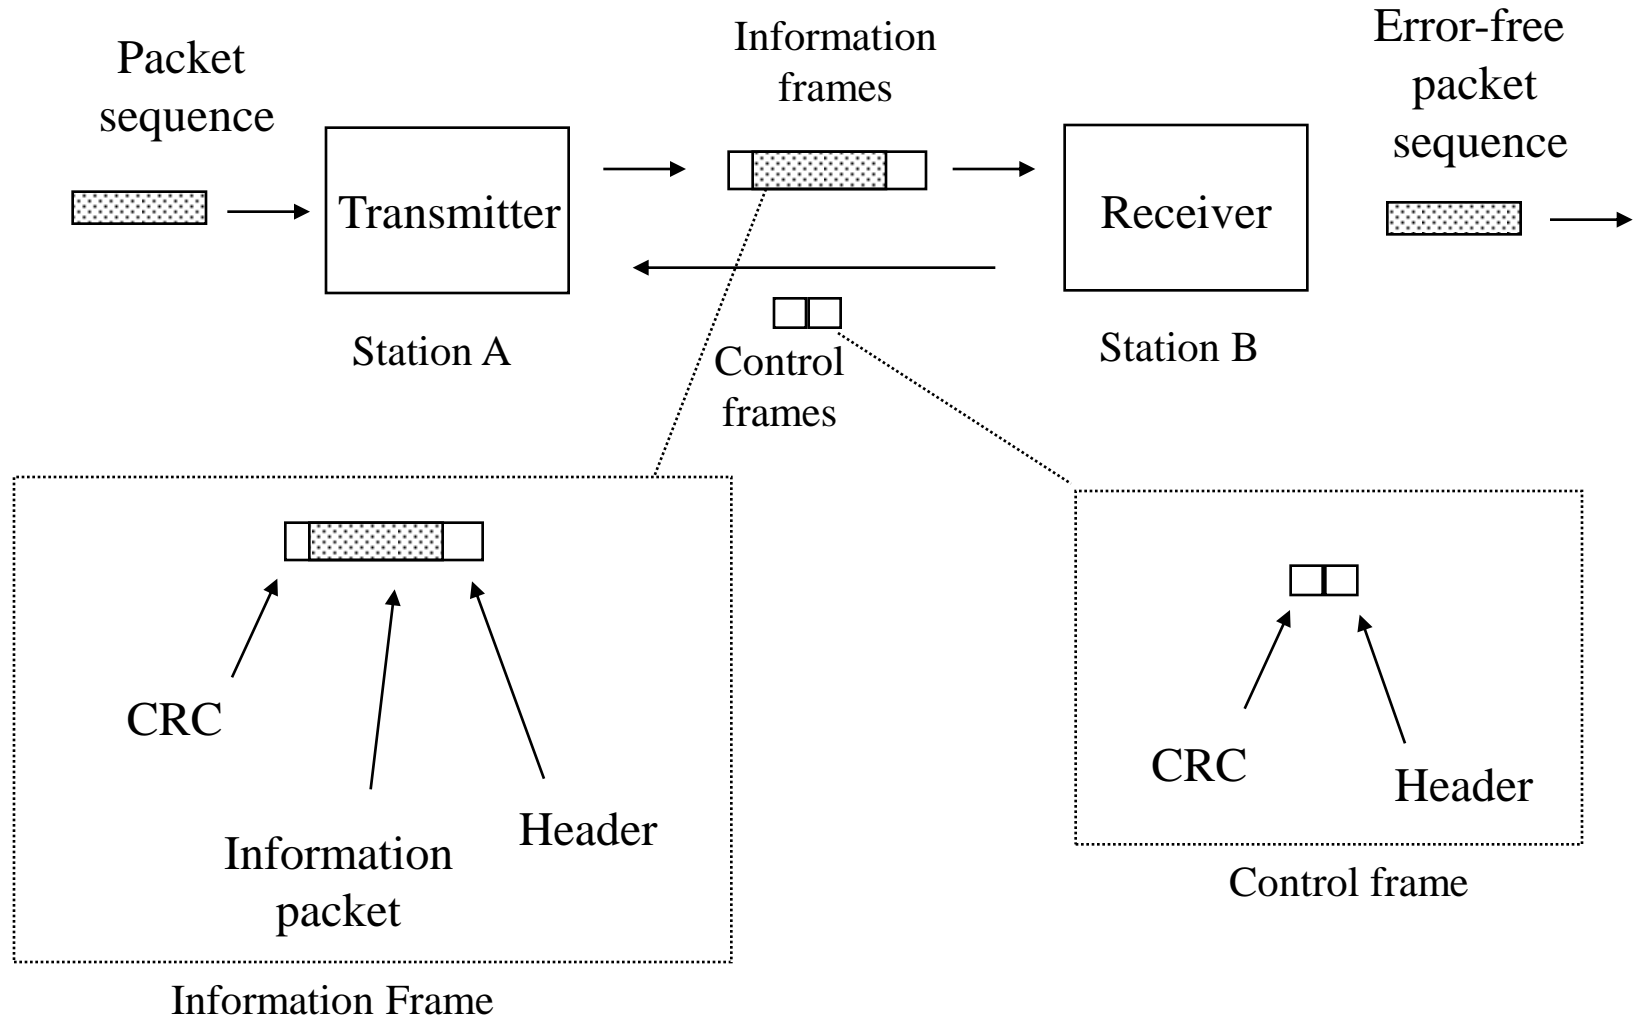 Packet
sequence
Information
frames
Error-free
packet
sequence
Transmitter
Receiver
Station A
Station B
Control
frames
CRC
Information
packet
Header
Information Frame
CRC
Header
Control frame